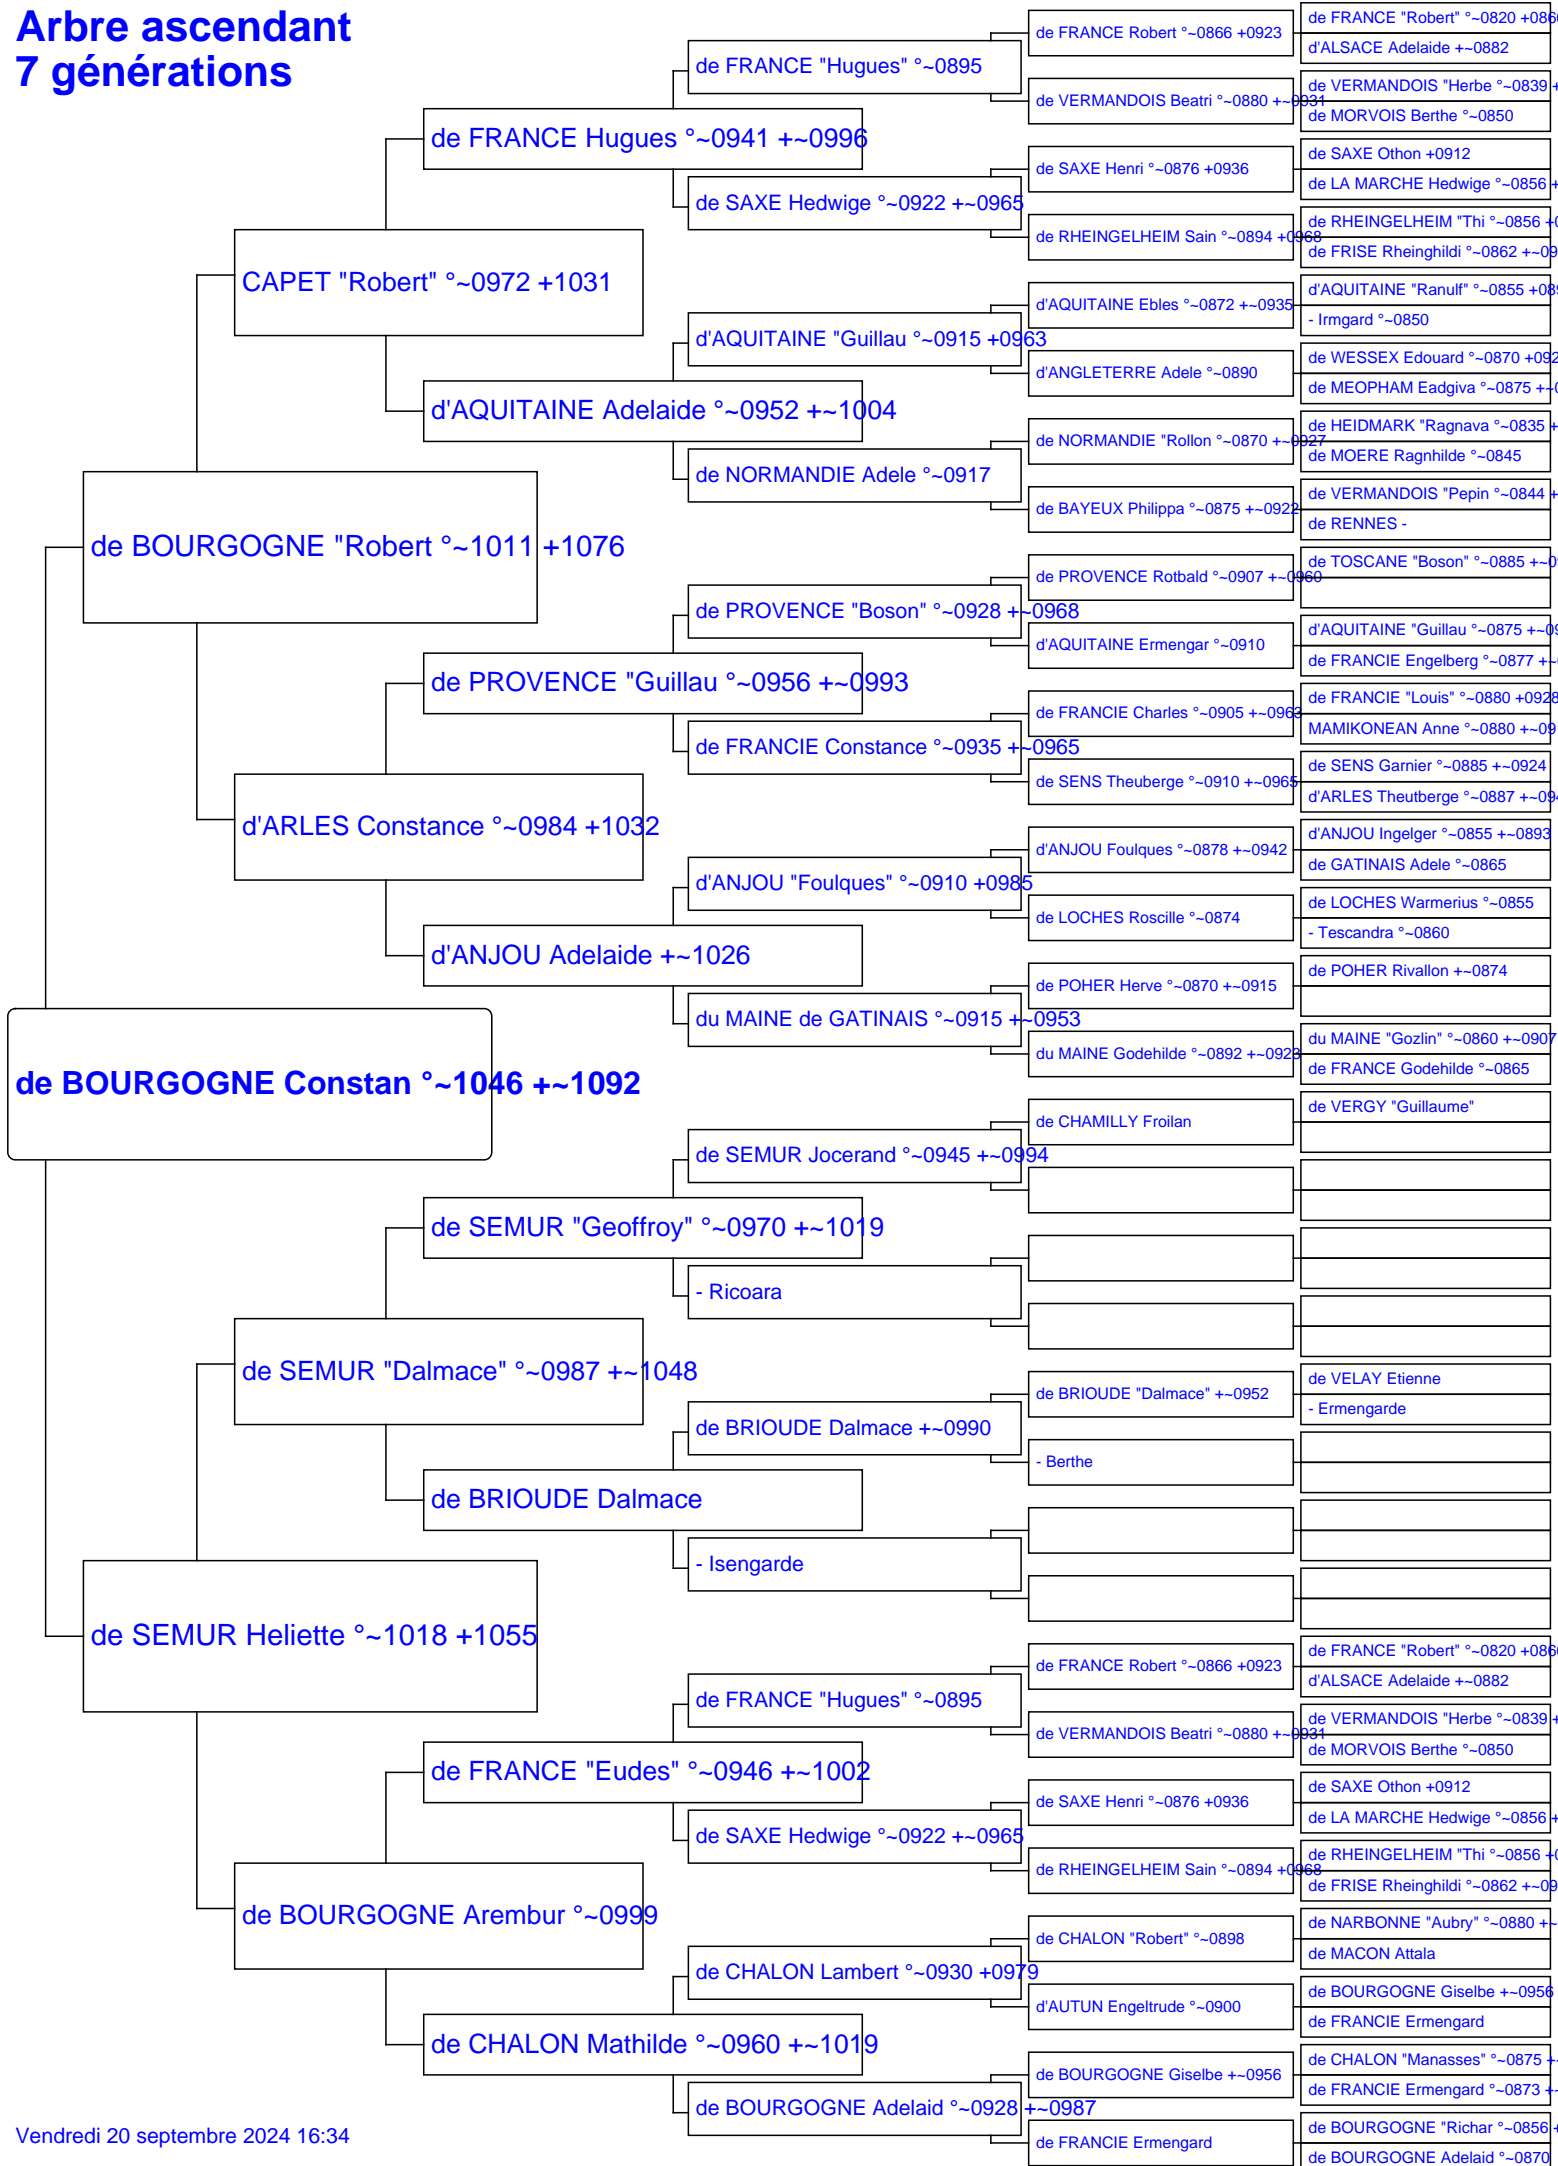 Arbre ascendant
7 générations
de BOURGOGNE Constan °~1046 +~1092
de BOURGOGNE "Robert °~1011 +1076
de SEMUR Heliette °~1018 +1055
CAPET "Robert" °~0972 +1031
d'ARLES Constance °~0984 +1032
de SEMUR "Dalmace" °~0987 +~1048
de BOURGOGNE Arembur °~0999
de FRANCE Hugues °~0941 +~0996
d'AQUITAINE Adelaide °~0952 +~1004
de PROVENCE "Guillau °~0956 +~0993
d'ANJOU Adelaide +~1026
de SEMUR "Geoffroy" °~0970 +~1019
de BRIOUDE Dalmace
de FRANCE "Eudes" °~0946 +~1002
de CHALON Mathilde °~0960 +~1019
de FRANCE "Hugues" °~0895
de SAXE Hedwige °~0922 +~0965
d'AQUITAINE "Guillau °~0915 +0963
de NORMANDIE Adele °~0917
de PROVENCE "Boson" °~0928 +~0968
de FRANCIE Constance °~0935 +~0965
d'ANJOU "Foulques" °~0910 +0985
du MAINE de GATINAIS °~0915 +~0953
de SEMUR Jocerand °~0945 +~0994
- Ricoara
de BRIOUDE Dalmace +~0990
- Isengarde
de FRANCE "Hugues" °~0895
de SAXE Hedwige °~0922 +~0965
de CHALON Lambert °~0930 +0979
de BOURGOGNE Adelaid °~0928 +~0987
de FRANCE Robert °~0866 +0923
de VERMANDOIS Beatri °~0880 +~0931
de SAXE Henri °~0876 +0936
de RHEINGELHEIM Sain °~0894 +0968
d'AQUITAINE Ebles °~0872 +~0935
d'ANGLETERRE Adele °~0890
de NORMANDIE "Rollon °~0870 +~0927
de BAYEUX Philippa °~0875 +~0922
de PROVENCE Rotbald °~0907 +~0960
d'AQUITAINE Ermengar °~0910
de FRANCIE Charles °~0905 +~0963
de SENS Theuberge °~0910 +~0965
d'ANJOU Foulques °~0878 +~0942
de LOCHES Roscille °~0874
de POHER Herve °~0870 +~0915
du MAINE Godehilde °~0892 +~0923
de CHAMILLY Froilan
de BRIOUDE "Dalmace" +~0952
- Berthe
de FRANCE Robert °~0866 +0923
de VERMANDOIS Beatri °~0880 +~0931
de SAXE Henri °~0876 +0936
de RHEINGELHEIM Sain °~0894 +0968
de CHALON "Robert" °~0898
d'AUTUN Engeltrude °~0900
de BOURGOGNE Giselbe +~0956
de FRANCIE Ermengard
de FRANCE "Robert" °~0820 +086
d'ALSACE Adelaide +~0882
de VERMANDOIS "Herbe °~0839 +
de MORVOIS Berthe °~0850
de SAXE Othon +0912
de LA MARCHE Hedwige °~0856 +
de RHEINGELHEIM "Thi °~0856 +0
de FRISE Rheinghildi °~0862 +~09
d'AQUITAINE "Ranulf" °~0855 +089
- Irmgard °~0850
de WESSEX Edouard °~0870 +092
de MEOPHAM Eadgiva °~0875 +~0
de HEIDMARK "Ragnava °~0835 +
de MOERE Ragnhilde °~0845
de VERMANDOIS "Pepin °~0844 +
de RENNES -
de TOSCANE "Boson" °~0885 +~09
d'AQUITAINE "Guillau °~0875 +~09
de FRANCIE Engelberg °~0877 +~
de FRANCIE "Louis" °~0880 +0928
MAMIKONEAN Anne °~0880 +~09
de SENS Garnier °~0885 +~0924
d'ARLES Theutberge °~0887 +~094
d'ANJOU Ingelger °~0855 +~0893
de GATINAIS Adele °~0865
de LOCHES Warmerius °~0855
- Tescandra °~0860
de POHER Rivallon +~0874
du MAINE "Gozlin" °~0860 +~0907
de FRANCE Godehilde °~0865
de VERGY "Guillaume"
de VELAY Etienne
- Ermengarde
de FRANCE "Robert" °~0820 +086
d'ALSACE Adelaide +~0882
de VERMANDOIS "Herbe °~0839 +
de MORVOIS Berthe °~0850
de SAXE Othon +0912
de LA MARCHE Hedwige °~0856 +
de RHEINGELHEIM "Thi °~0856 +0
de FRISE Rheinghildi °~0862 +~09
de NARBONNE "Aubry" °~0880 +~
de MACON Attala
de BOURGOGNE Giselbe +~0956
de FRANCIE Ermengard
de CHALON "Manasses" °~0875 +~
de FRANCIE Ermengard °~0873 +~
de BOURGOGNE "Richar °~0856 +
de BOURGOGNE Adelaid °~0870
Vendredi 20 septembre 2024 16:34